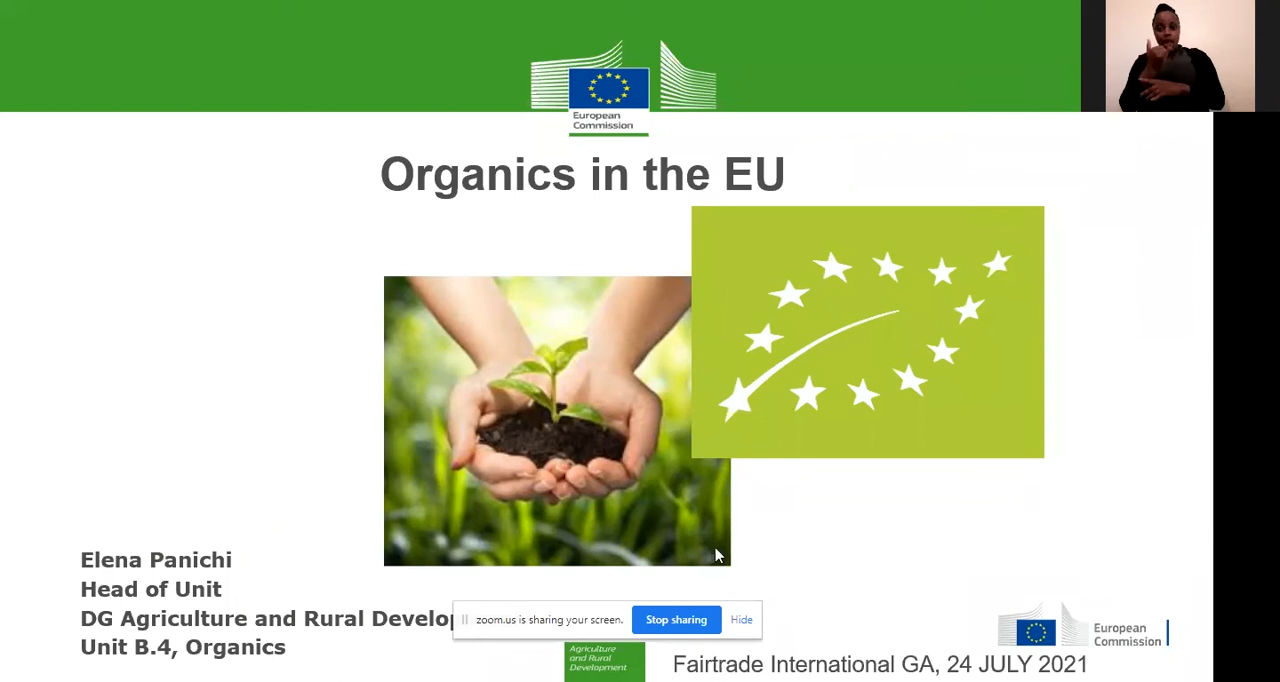 European
Commission
Organics in the EU
Elena Panichi
Head of Unit
DG Agriculture and Rural Develop
Unit B.4, Organics
zoom.us is sharing your screen.
Stop sharing
Hide
Agriculture
and Rural
Development
European
Commission
Fairtrade International GA, 24 JULY 2021